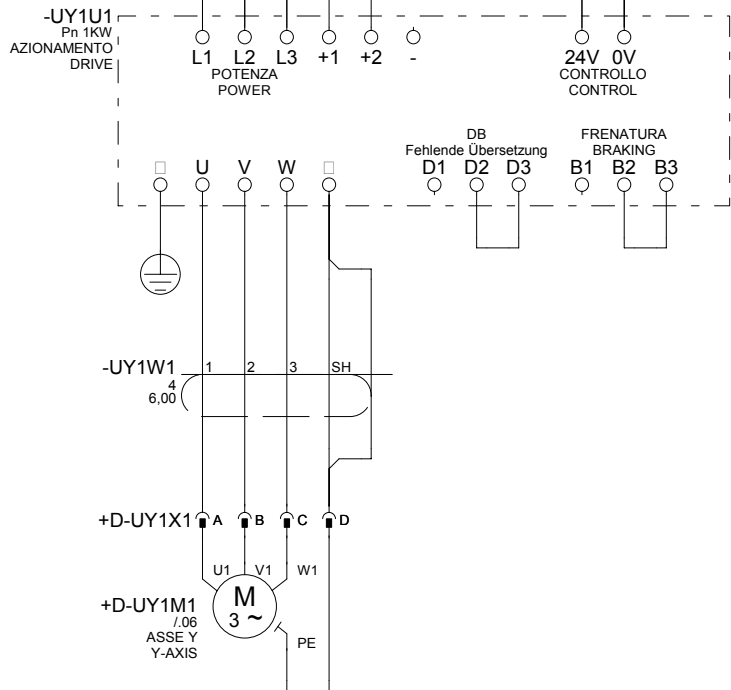 -UY1U1
Pn 1KW
AZIONAMENTO
DRIVE
L1 L2 L3 +1 +2 -
POTENZA
POWER
24V 0V
CONTROLLO
CONTROL
DB
Fehlende Übersetzung
FRENATURA
BRAKING
U V W
D1 D2 D3
B1 B2 B3
-UY1W1
1 2 3 SH
4
6,00
+D-UY1X1
A B C D
U1 V1 W1
+D-UY1M1
/.06
ASSE Y
Y-AXIS
M
3 ~
PE